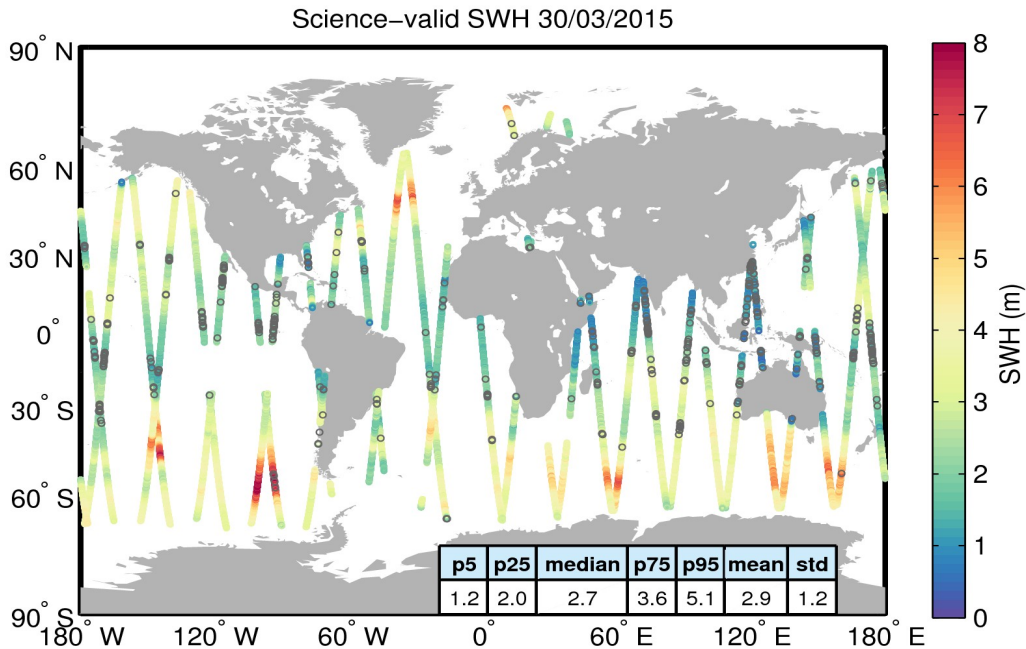 Science−valid SWH 30/03/2015
90° N
60° N
30° N
0°
30° S
60° S
90° S
180° W
120° W
60° W
0°
60° E
120° E
180° E
p5 p25 median p75 p95 mean std
1.2 2.0 2.7 3.6 5.1 2.9 1.2
8
7
6
5
4
3
2
1
0
SWH (m)